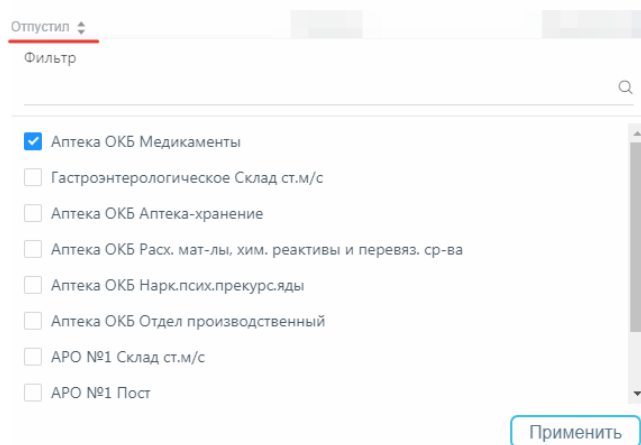 Отпустил
Фильтр
Аптека ОКБ Медикаменты
Гастроэнтерологическое Склад ст.м/с
Аптека ОКБ Аптека-хранение
Аптека ОКБ Расх. мат-лы, хим. реактивы и перевяз. ср-ва
Аптека ОКБ Нарк.псих.прекурс.яды
Аптека ОКБ Отдел производственный
АРО №1 Склад ст.м/с
АРО №1 Пост
Применить